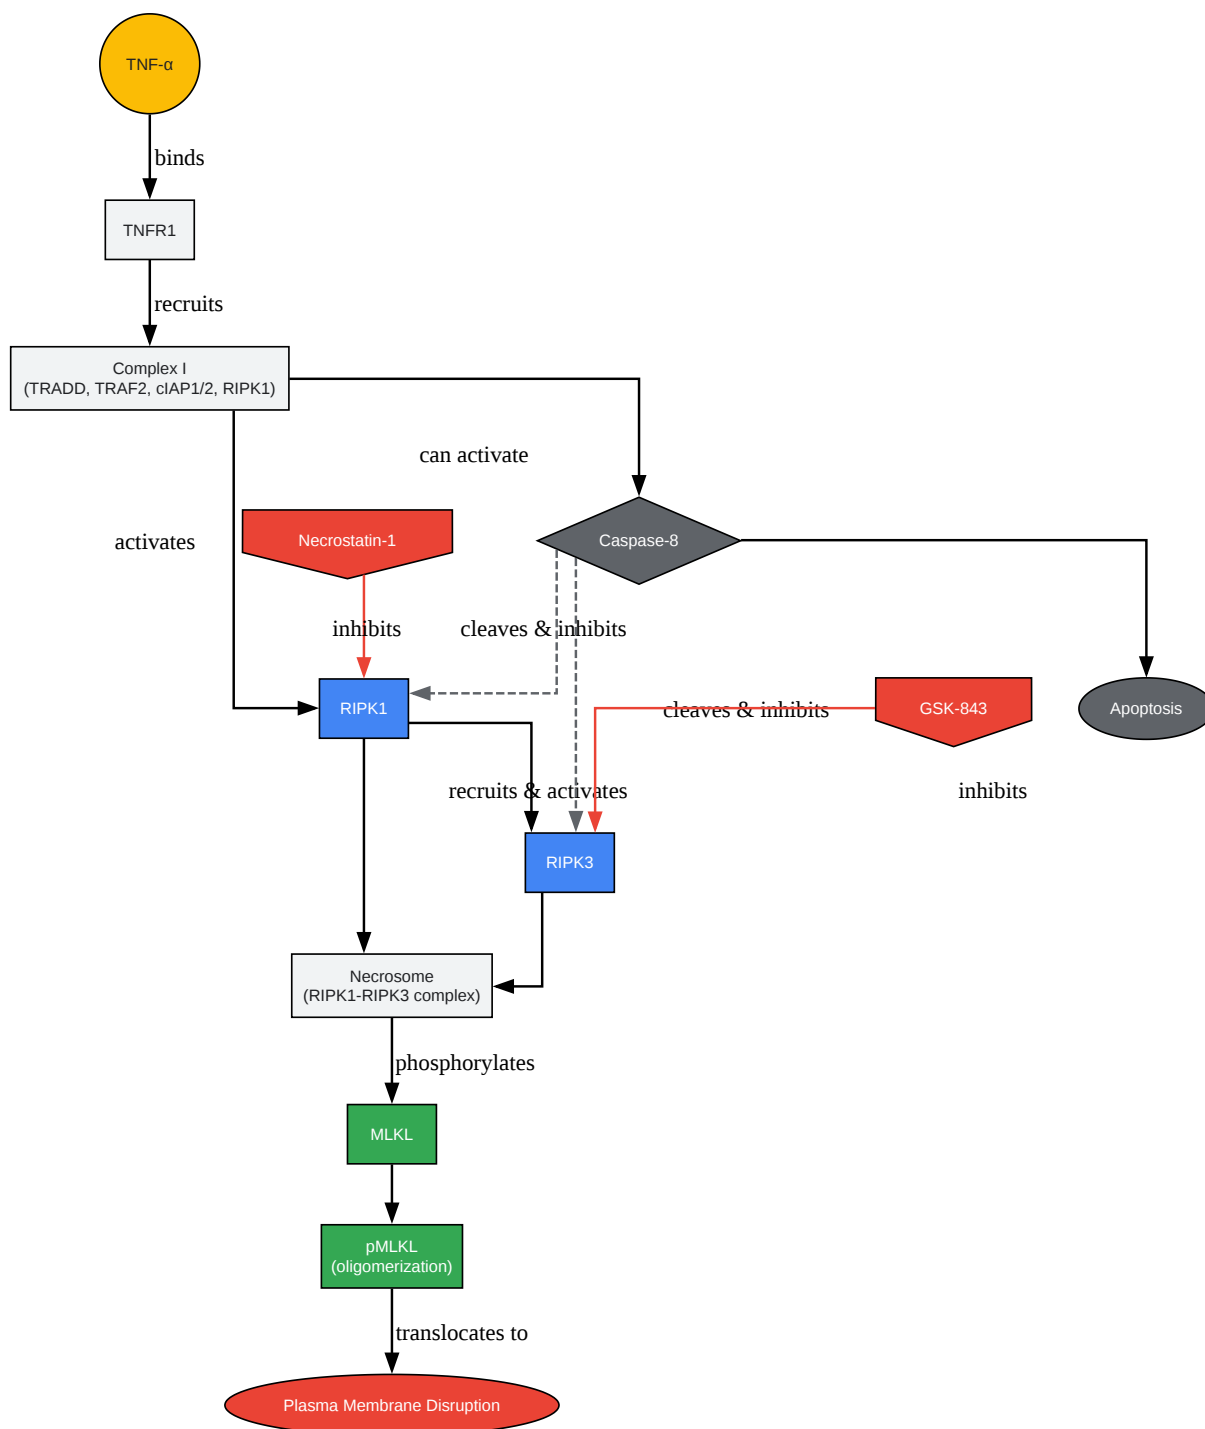 TNF-α
binds
TNFR1
recruits
Complex I
(TRADD, TRAF2, cIAP1/2, RIPK1)
can activate
activates
Necrostatin-1
Caspase-8
inhibits
cleaves & inhibits
RIPK1
cleaves & inhibits
GSK-843
Apoptosis
recruits & activates
inhibits
RIPK3
Necrosome
(RIPK1-RIPK3 complex)
phosphorylates
MLKL
pMLKL
(oligomerization)
translocates to
Plasma Membrane Disruption